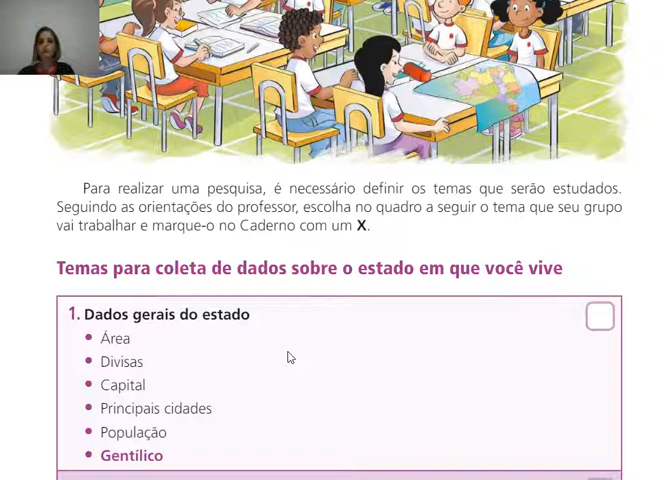 Para realizar uma pesquisa, é necessário definir os temas que serão estudados.
Seguindo as orientações do professor, escolha no quadro a seguir o tema que seu grupo
vai trabalhar e marque-o no Caderno com um X.
Temas para coleta de dados sobre o estado em que você vive
1. Dados gerais do estado
• Área
• Divisas
• Capital
• Principais cidades
• População
• Gentílico